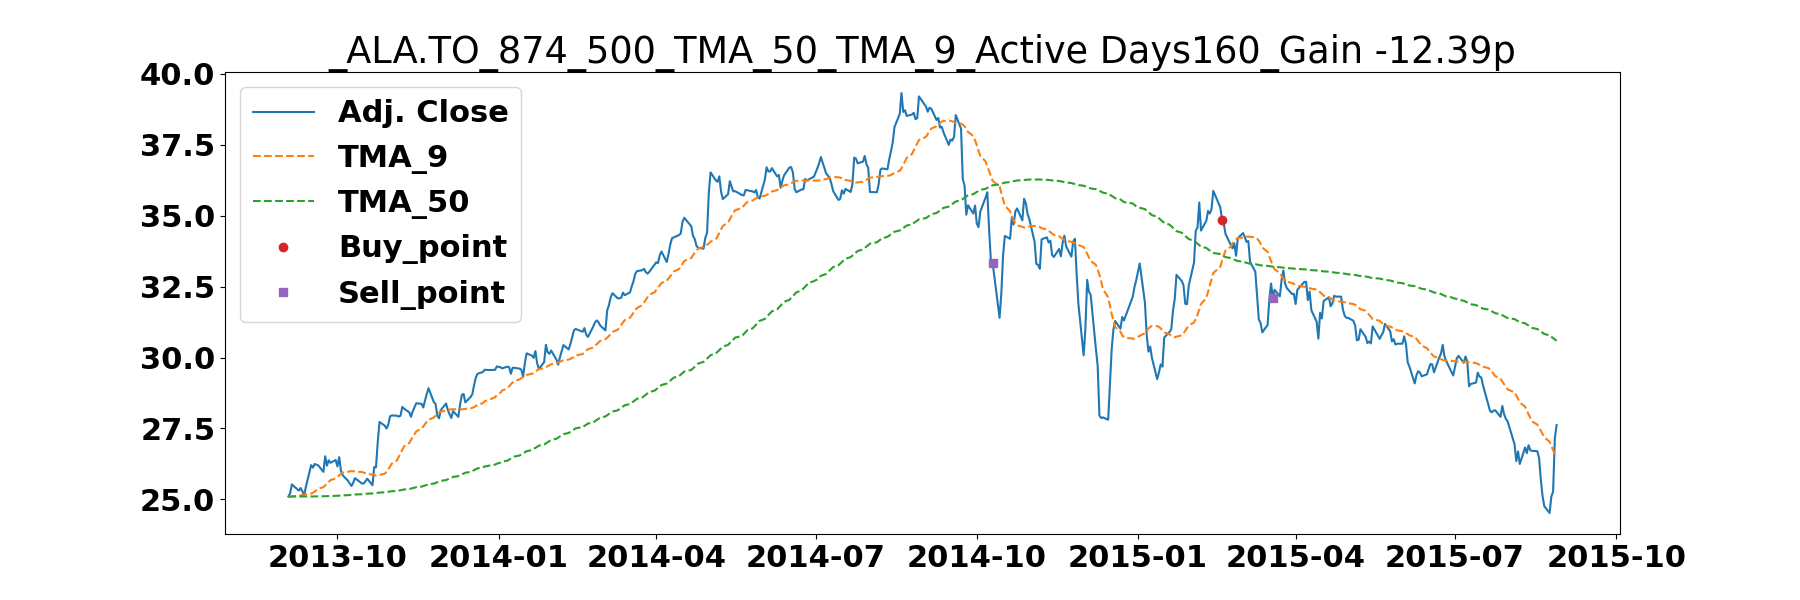 _ALA.TO_874_500_TMA_50_TMA_9_Active Days160_Gain -12.39p
40.0
37.5
35.0
32.5
30.0
27.5
25.0
Adj. Close
TMA_9
TMA_50
Buy_point
Sell_point
2013-10 2014-01 2014-04 2014-07 2014-10 2015-01 2015-04 2015-07 2015-10